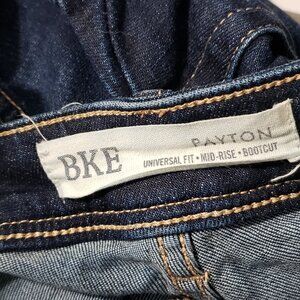 BKE
PAYTON
UNIVERSAL FIT • MID-RISE • BOOTCUT